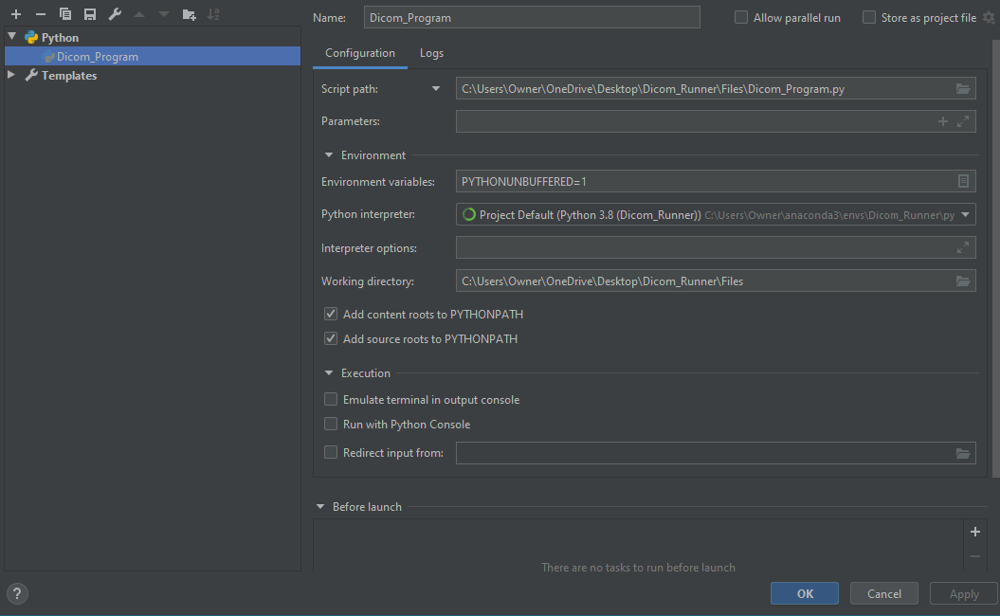 Name: Dicom_Program
Allow parallel run
Store as project file
Python
Dicom_Program
Templates
Configuration Logs
Script path: C:\Users\Owner\OneDrive\Desktop\Dicom_Runner\Files\Dicom_Program.py
Parameters:
Environment
Environment variables: PYTHONUNBUFFERED=1
Python interpreter: Project Default (Python 3.8 (Dicom_Runner)) C:\Users\Owner\anaconda3\envs\Dicom_Runner\py
Interpreter options:
Working directory: C:\Users\Owner\OneDrive\Desktop\Dicom_Runner\Files
Add content roots to PYTHONPATH
Add source roots to PYTHONPATH
Execution
Emulate terminal in output console
Run with Python Console
Redirect input from:
Before launch
There are no tasks to run before launch
? OK Cancel Apply